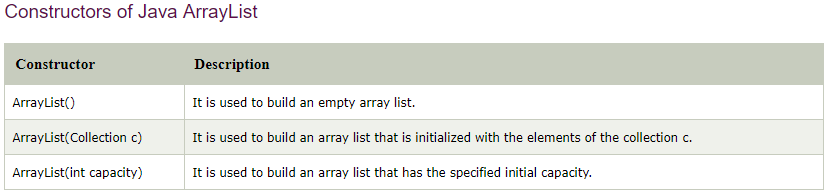 Constructors of Java ArrayList
Constructor Description
ArrayList() It is used to build an empty array list.
ArrayList(Collection c) It is used to build an array list that is initialized with the elements of the collection c.
ArrayList(int capacity) It is used to build an array list that has the specified initial capacity.